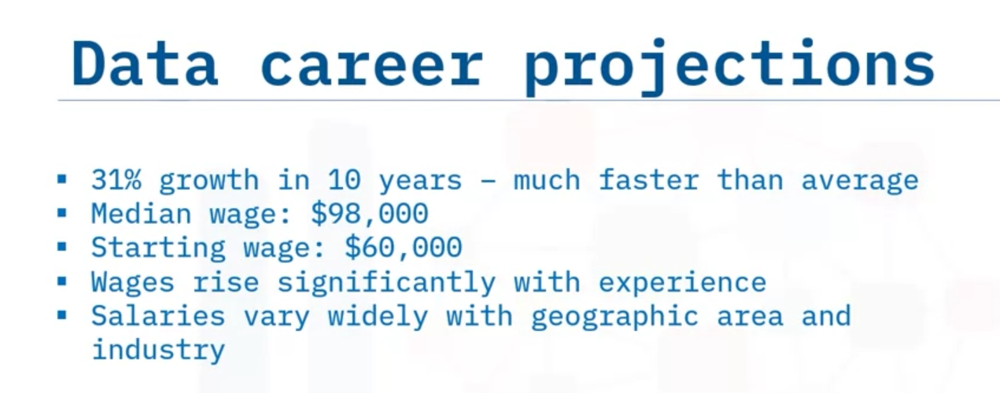 Data career projections
▪ 31% growth in 10 years – much faster than average
▪ Median wage: $98,000
▪ Starting wage: $60,000
▪ Wages rise significantly with experience
▪ Salaries vary widely with geographic area and
industry